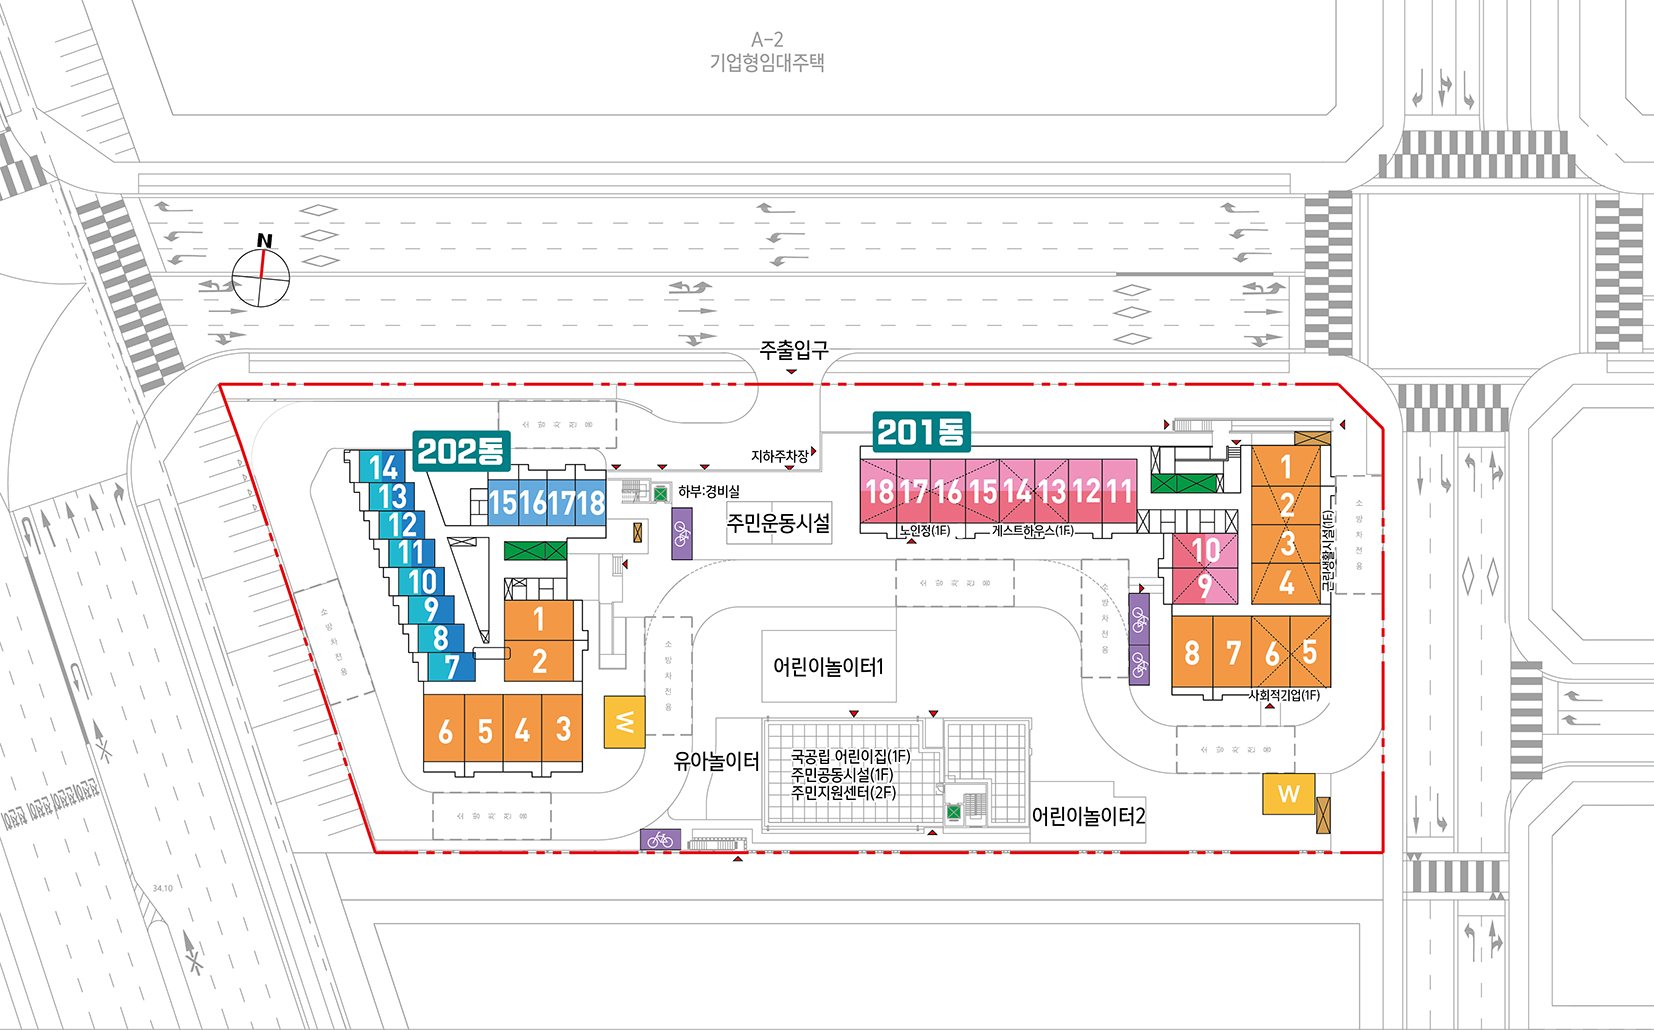 A-2
기업형임대주택
N
주출입구
소방차전용
202동
201동
지하주차장
14
13
12
11
10
9
8
7
15 16 17 18
하부:경비실
주민운동시설
18 17 16 15 14 13 12 11
노인정(1F)
게스트하우스(1F)
1
2
3
4
근린생활시설(1F)
소방차전용
10
9
소방차전용
소방차전용
소방차전용
소방차전용
1
2
8 7 6 5
사회적기업(1F)
어린이놀이터1
6 5 4 3
W
소방차전용
유아놀이터
국공립 어린이집(1F)
주민공동시설(1F)
주민지원센터(2F)
W
어린이놀이터2
소방차전용
34.10